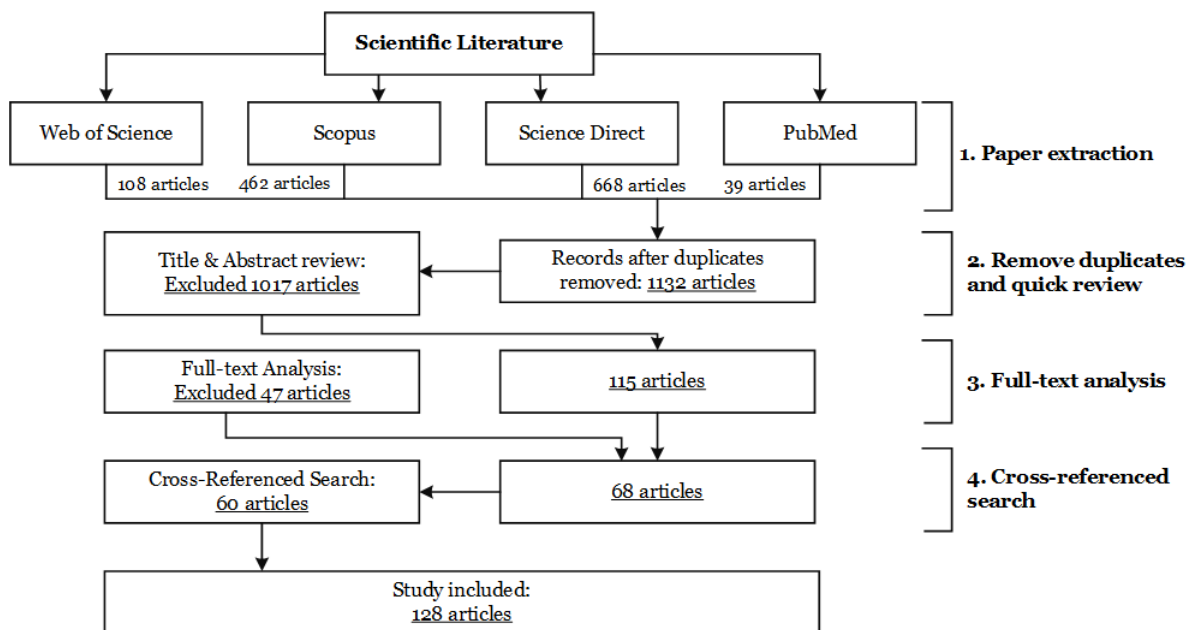 Scientific Literature
Web of Science
Scopus
Science Direct
PubMed
1. Paper extraction
108 articles
462 articles
668 articles
39 articles
Title & Abstract review:
Excluded 1017 articles
Records after duplicates
removed: 1132 articles
2. Remove duplicates
and quick review
Full-text Analysis:
Excluded 47 articles
115 articles
3. Full-text analysis
Cross-Referenced Search:
60 articles
68 articles
4. Cross-referenced
search
Study included:
128 articles